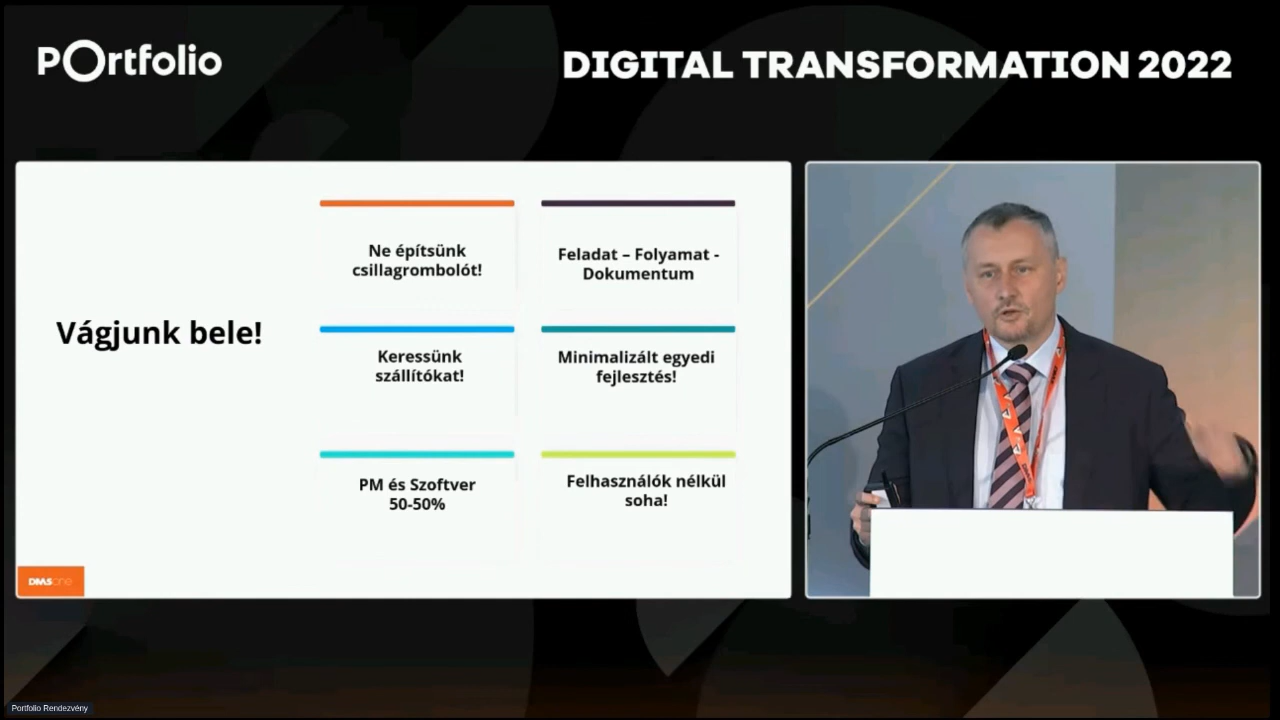 POrtfolio
DIGITAL TRANSFORMATION 2022
Vágjunk bele!
Ne építsünk
csillagrombolót!
Feladat – Folyamat -
Dokumentum
Keressünk
szállítókat!
Minimalizált egyedi
fejlesztés!
PM és Szoftver
50-50%
Felhasználók nélkül
soha!
DMSone
Portfolio Rendezvény